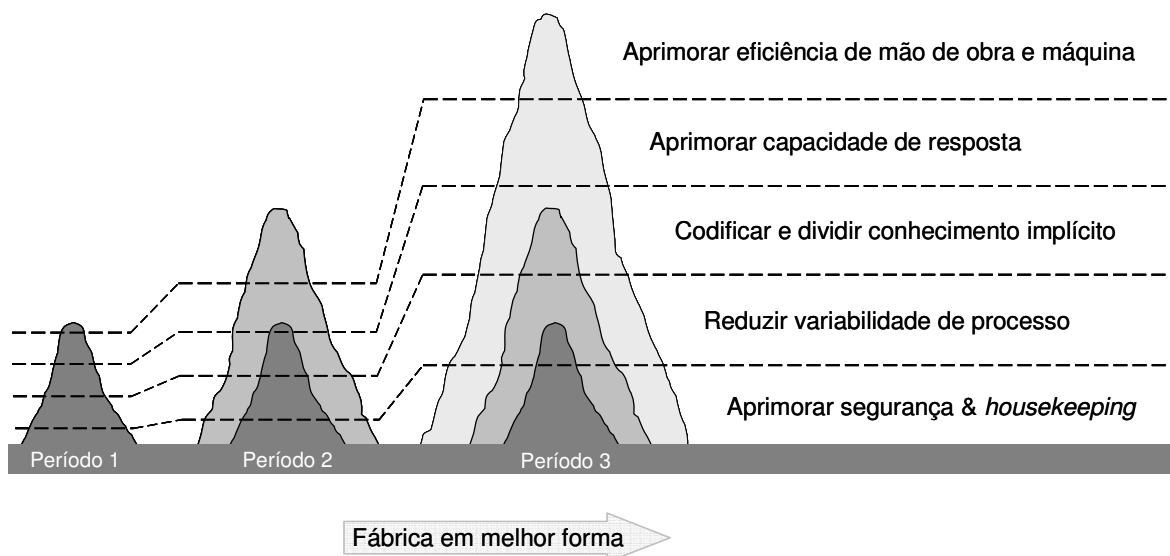 Aprimorar eficiência de mão de obra e máquina
Aprimorar capacidade de resposta
Codificar e dividir conhecimento implícito
Reduzir variabilidade de processo
Aprimorar segurança & housekeeping
Período 1
Período 2
Período 3
Fábrica em melhor forma